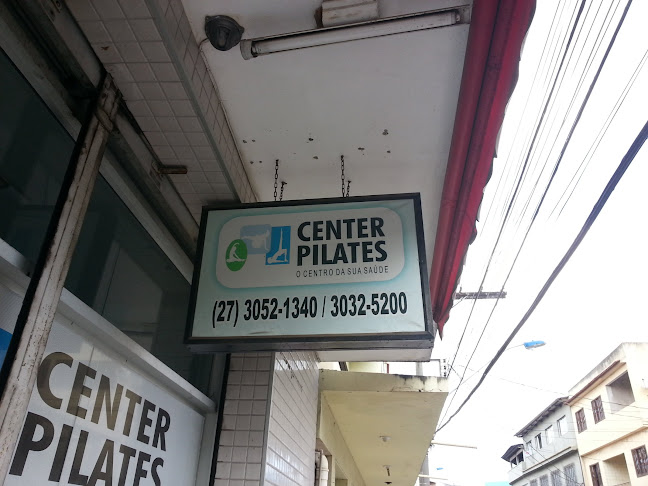 CENTER
PILATES
O CENTRO DA SUA SAÚDE
(27) 3052-1340 / 3032-5200
CENTER
PILATES